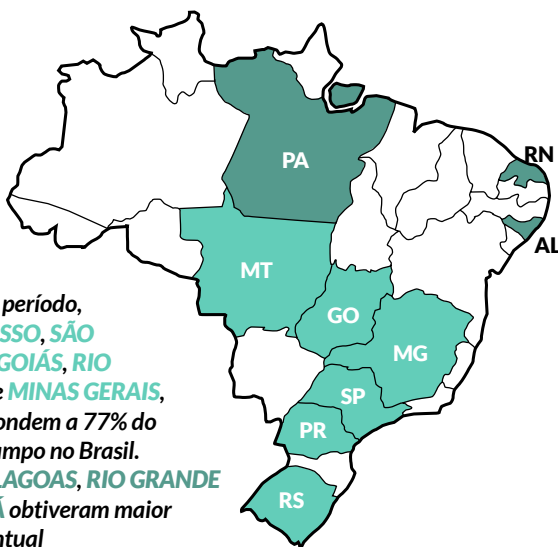 RN
PA
AL
MT
GO
MG
SP
PR
RS
período,
SSO, SÃO
GOIÁS, RIO
e MINAS GERAIS,
ondem a 77% do
mpo no Brasil.
LAGOAS, RIO GRANDE
Á obtiveram maior
ntual